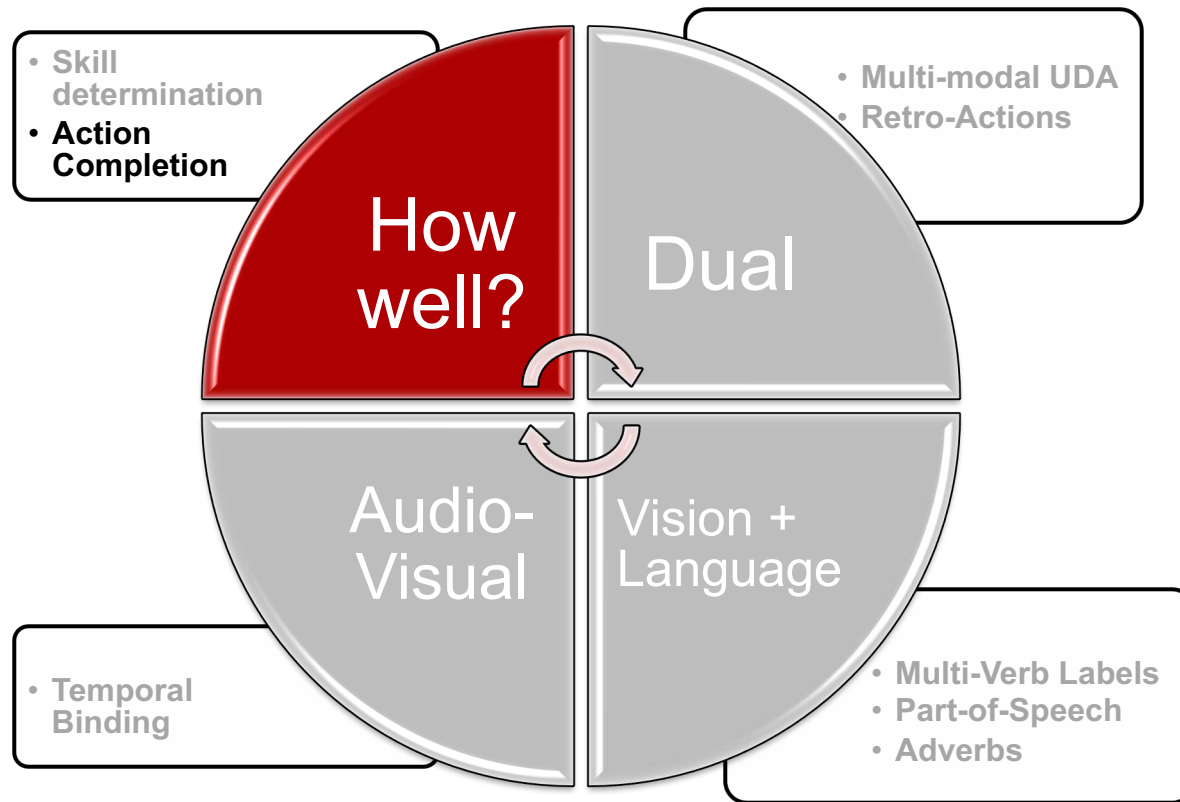 • Skill
determination
• Action
Completion
• Multi-modal UDA
• Retro-Actions
How
well?
Dual
Audio-
Visual
Vision +
Language
• Temporal
Binding
• Multi-Verb Labels
• Part-of-Speech
• Adverbs